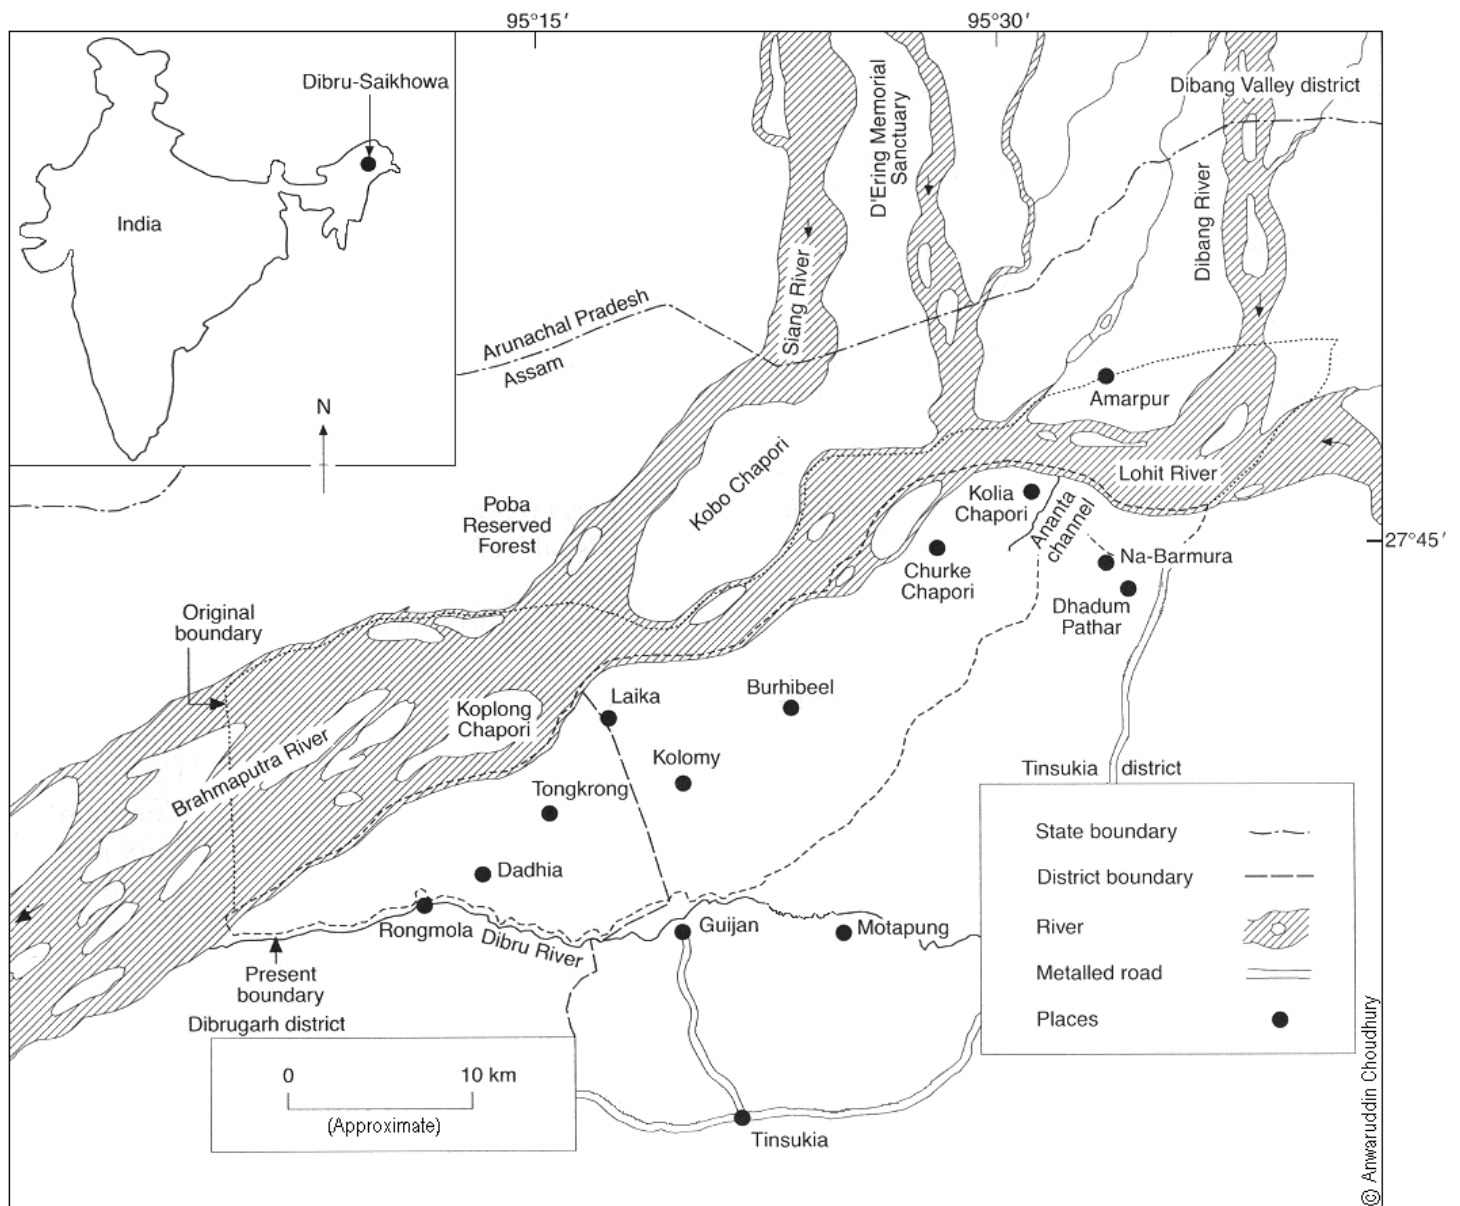 95°15′
95°30′
Dibru-Saikhowa
India
N
D'Ering Memorial
Sanctuary
Dibang Valley district
Dibang River
Siang River
Arunachal Pradesh
Assam
Amarpur
Kobo Chapori
Lohit River
Poba
Reserved
Forest
Kolia
Chapori
Ananta
channel
27°45′
Na-Barmura
Churke
Chapori
Dhadum
Pathar
Original
boundary
Laika
Burhibeel
Koplong
Chapori
Brahmaputra River
Kolomy
Tongkrong
Tinsukia district
Dadhia
Rongmola
Dibru River
Guijan
Motapung
Present
boundary
Dibrugarh district
State boundary
District boundary
River
Metalled road
Places
0 10 km
(Approximate)
Tinsukia
© Anwaruddin Choudhury